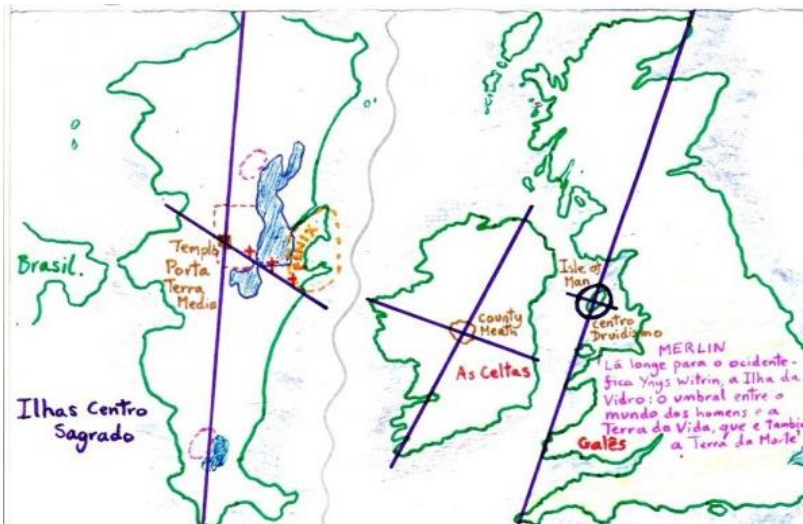 Brasil.
Templo
Porta
Terra
Media
FENIX
Ilhas Centro
Sagrado
County
Meath
As Celtas
Isle of
Man
Centro
Druidismo
MERLIN
Lá longe para o ocidente-
fica Ynys Witrin, a Ilha da
Vidro: o umbral entre o
mundo dos homens e a
Terra da Vida, que e Também
a Terra da Morte
Galês